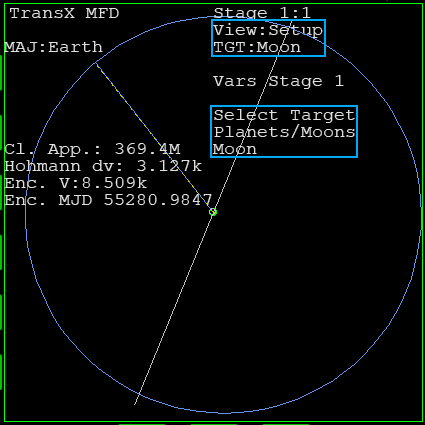 TransX MFD
Stage 1:1
View:Setup
MAJ:Earth
TGT:Moon
Vars Stage 1
Select Target
Planets/Moons
Moon
Cl. App.: 369.4M
Hohmann dv: 3.127k
Enc. V:8.509k
Enc. MJD 55280.9847